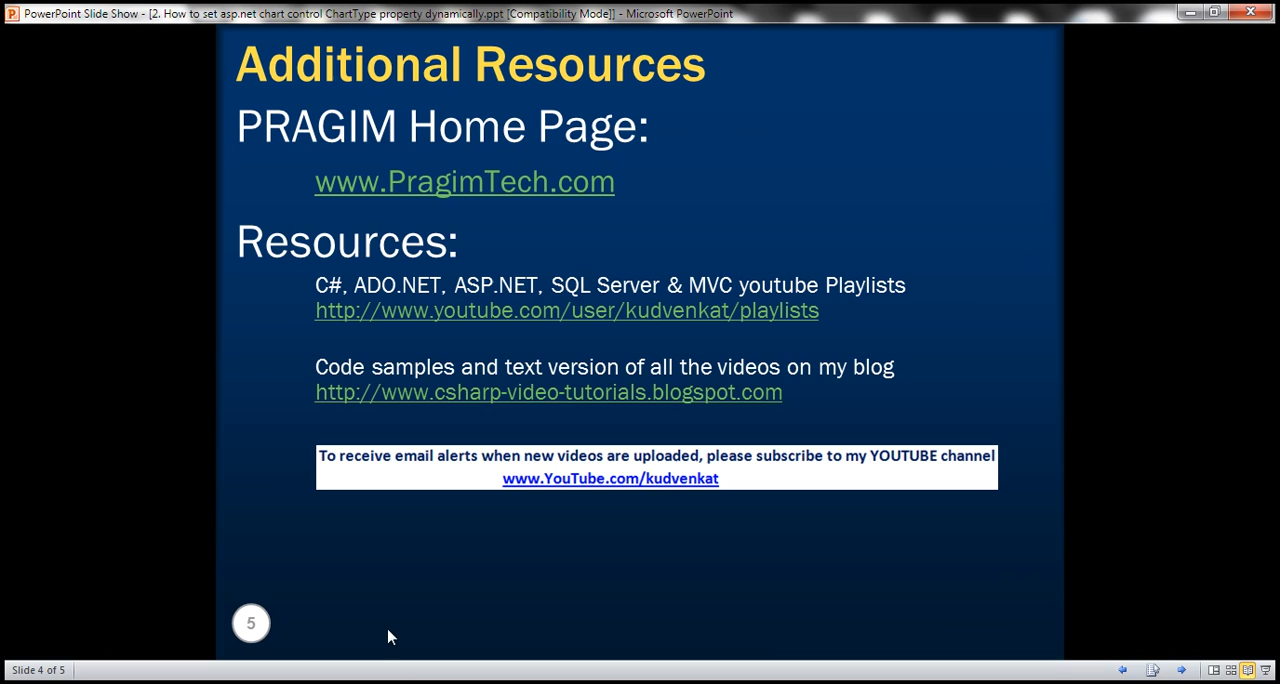 PowerPoint Slide Show - [2. How to set asp.net chart control ChartType property dynamically.ppt [Compatibility Mode]] - Microsoft PowerPoint
Additional Resources
PRAGIM Home Page:
www.PragimTech.com
Resources:
C#, ADO.NET, ASP.NET, SQL Server & MVC youtube Playlists
http://www.youtube.com/user/kudvenkat/playlists
Code samples and text version of all the videos on my blog
http://www.csharp-video-tutorials.blogspot.com
To receive email alerts when new videos are uploaded, please subscribe to my YOUTUBE channel
www.YouTube.com/kudvenkat
5
Slide 4 of 5